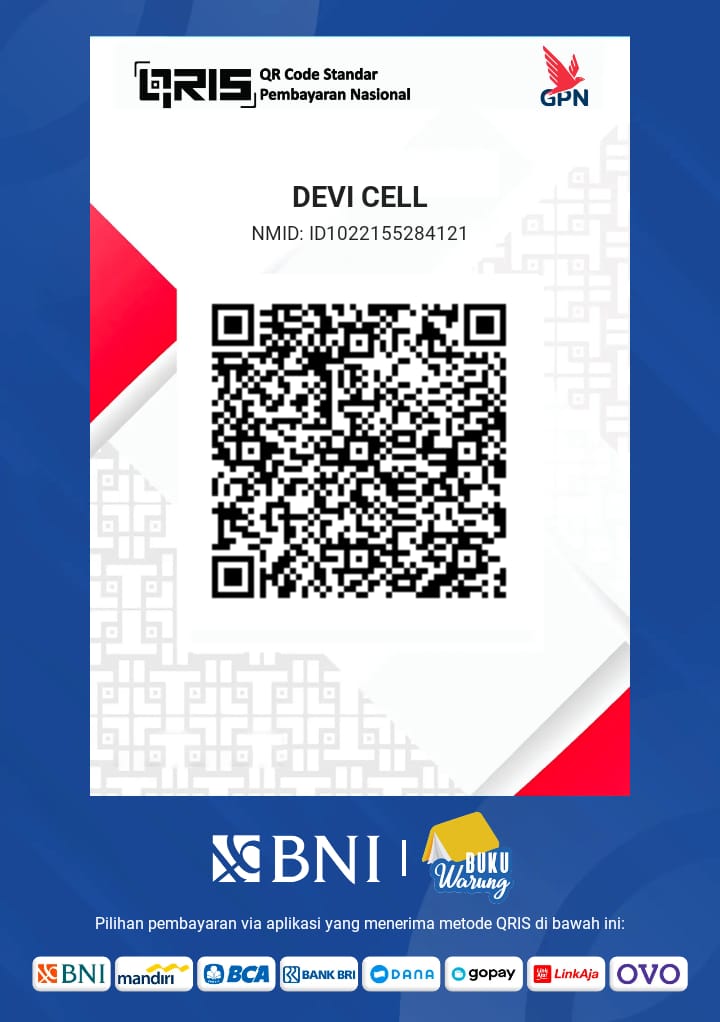 QRIS QR Code Standar
Pembayaran Nasional
GPN
DEVI CELL
NMID: ID1022155284121
BNI | BUKU
Warung
Pilihan pembayaran via aplikasi yang menerima metode QRIS di bawah ini:
BNI mandiri BCA BANK BRI DANA gopay LinkAja! LinkAja OVO